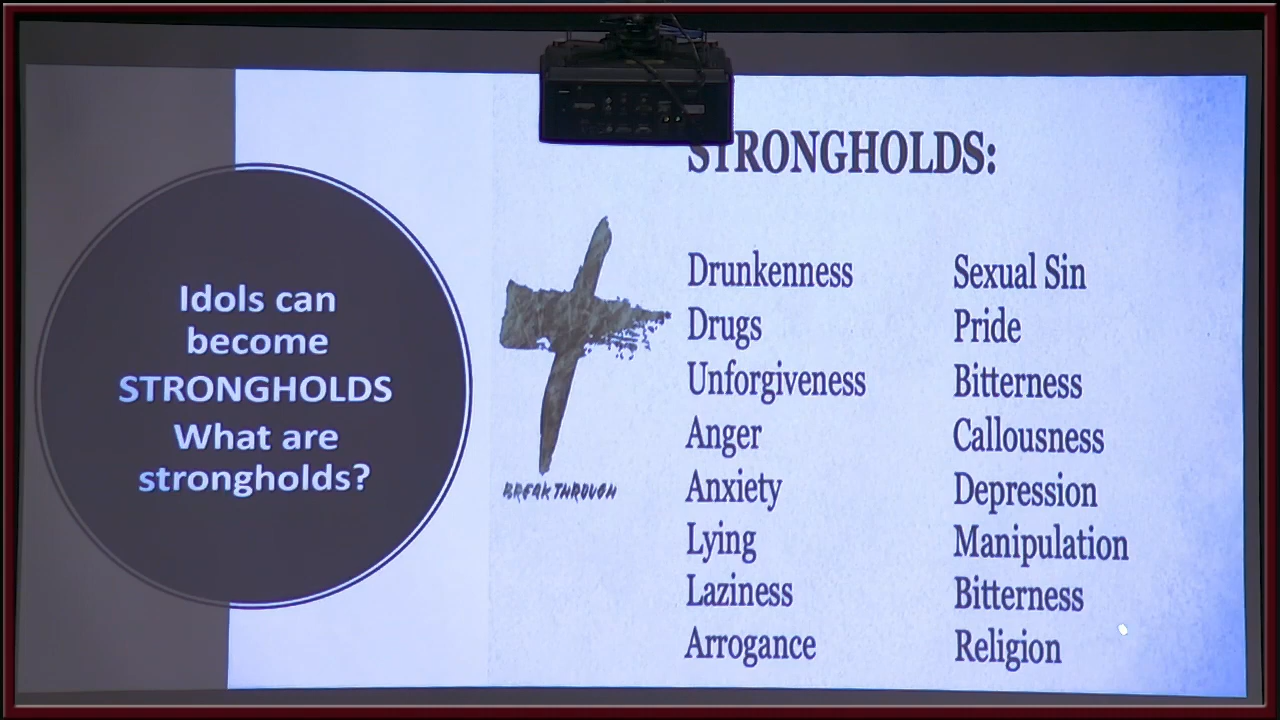 Idols can
become
STRONGHOLDS
What are
strongholds?
BREAKTHROUGH
STRONGHOLDS:
Drunkenness
Drugs
Unforgiveness
Anger
Anxiety
Lying
Laziness
Arrogance
Sexual Sin
Pride
Bitterness
Callousness
Depression
Manipulation
Bitterness
Religion